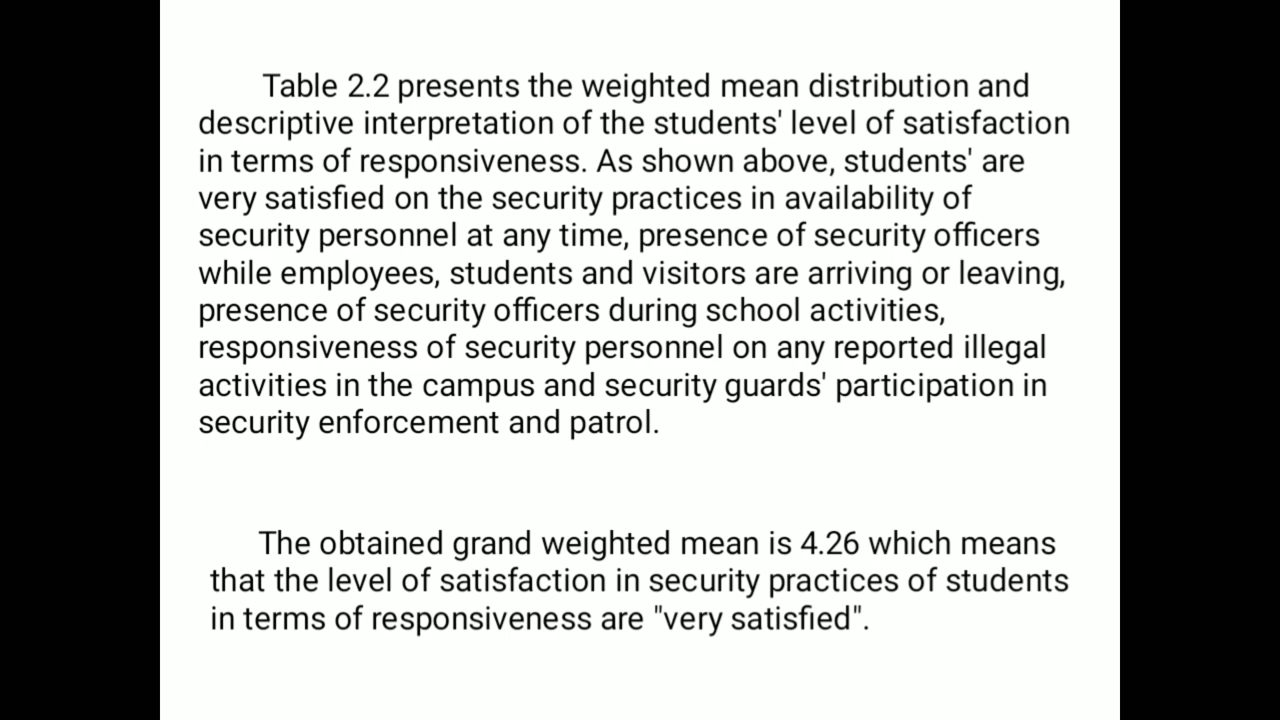 Table 2.2 presents the weighted mean distribution and
descriptive interpretation of the students' level of satisfaction
in terms of responsiveness. As shown above, students' are
very satisfied on the security practices in availability of
security personnel at any time, presence of security officers
while employees, students and visitors are arriving or leaving,
presence of security officers during school activities,
responsiveness of security personnel on any reported illegal
activities in the campus and security guards' participation in
security enforcement and patrol.
The obtained grand weighted mean is 4.26 which means
that the level of satisfaction in security practices of students
in terms of responsiveness are "very satisfied".